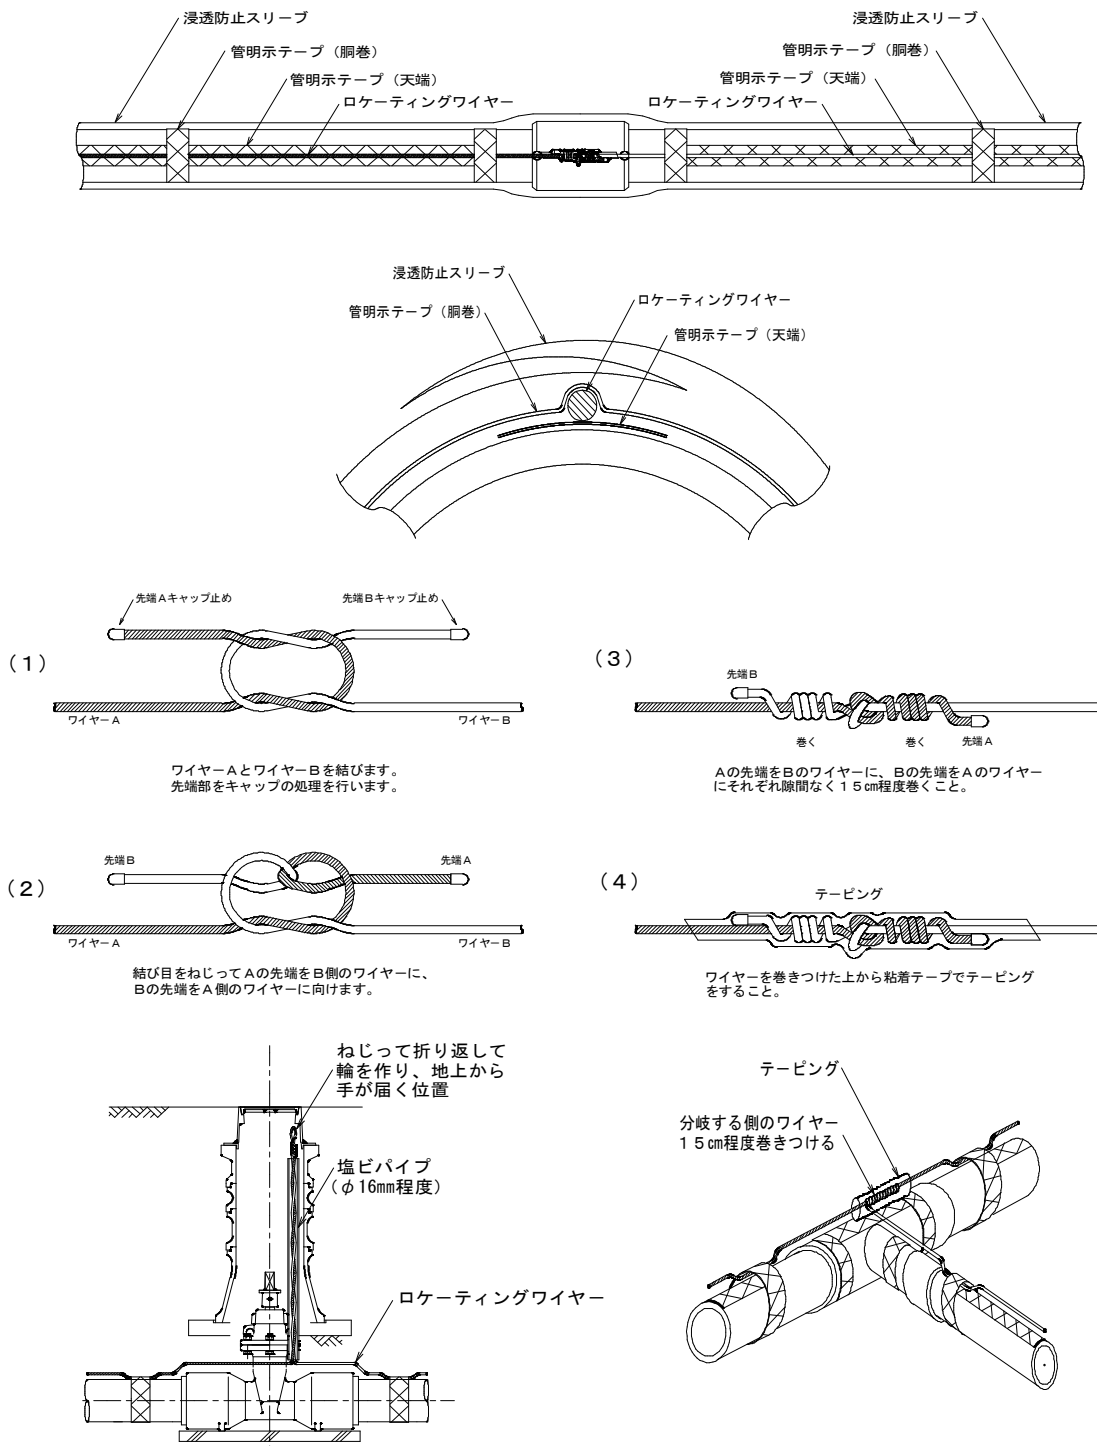 浸透防止スリーブ
浸透防止スリーブ
管明示テープ（胴巻）
管明示テープ（胴巻）
管明示テープ（天端）
管明示テープ（天端）
ロケーティングワイヤー
ロケーティングワイヤー
浸透防止スリーブ
ロケーティングワイヤー
管明示テープ（胴巻）
管明示テープ（天端）
（１）
先端Ａキャップ止め
先端Ｂキャップ止め
ワイヤーＡ
ワイヤーＢ
ワイヤーＡとワイヤーＢを結びます。
先端部をキャップの処理を行います。
（２）
先端Ｂ
先端Ａ
ワイヤーＡ
ワイヤーＢ
結び目をねじってＡの先端をＢ側のワイヤーに、
Ｂの先端をＡ側のワイヤーに向けます。
（３）
先端Ｂ
巻く
巻く
先端Ａ
Ａの先端をＢのワイヤーに、Ｂの先端をＡのワイヤー
にそれぞれ隙間なく１５㎝程度巻くこと。
（４）
テーピング
ワイヤーを巻きつけた上から粘着テープでテーピング
をすること。
ねじって折り返して
輪を作り、地上から
手が届く位置
塩ビパイプ
（φ16㎜程度）
ロケーティングワイヤー
テーピング
分岐する側のワイヤー
１５㎝程度巻きつける